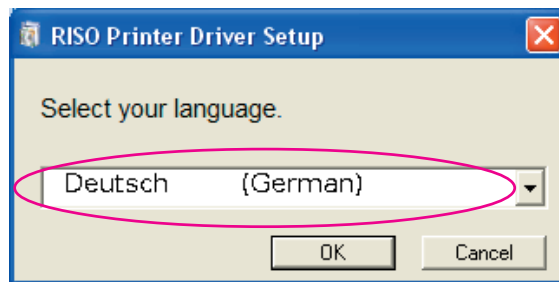 RISO Printer Driver Setup
Select your language.
Deutsch (German)
OK Cancel